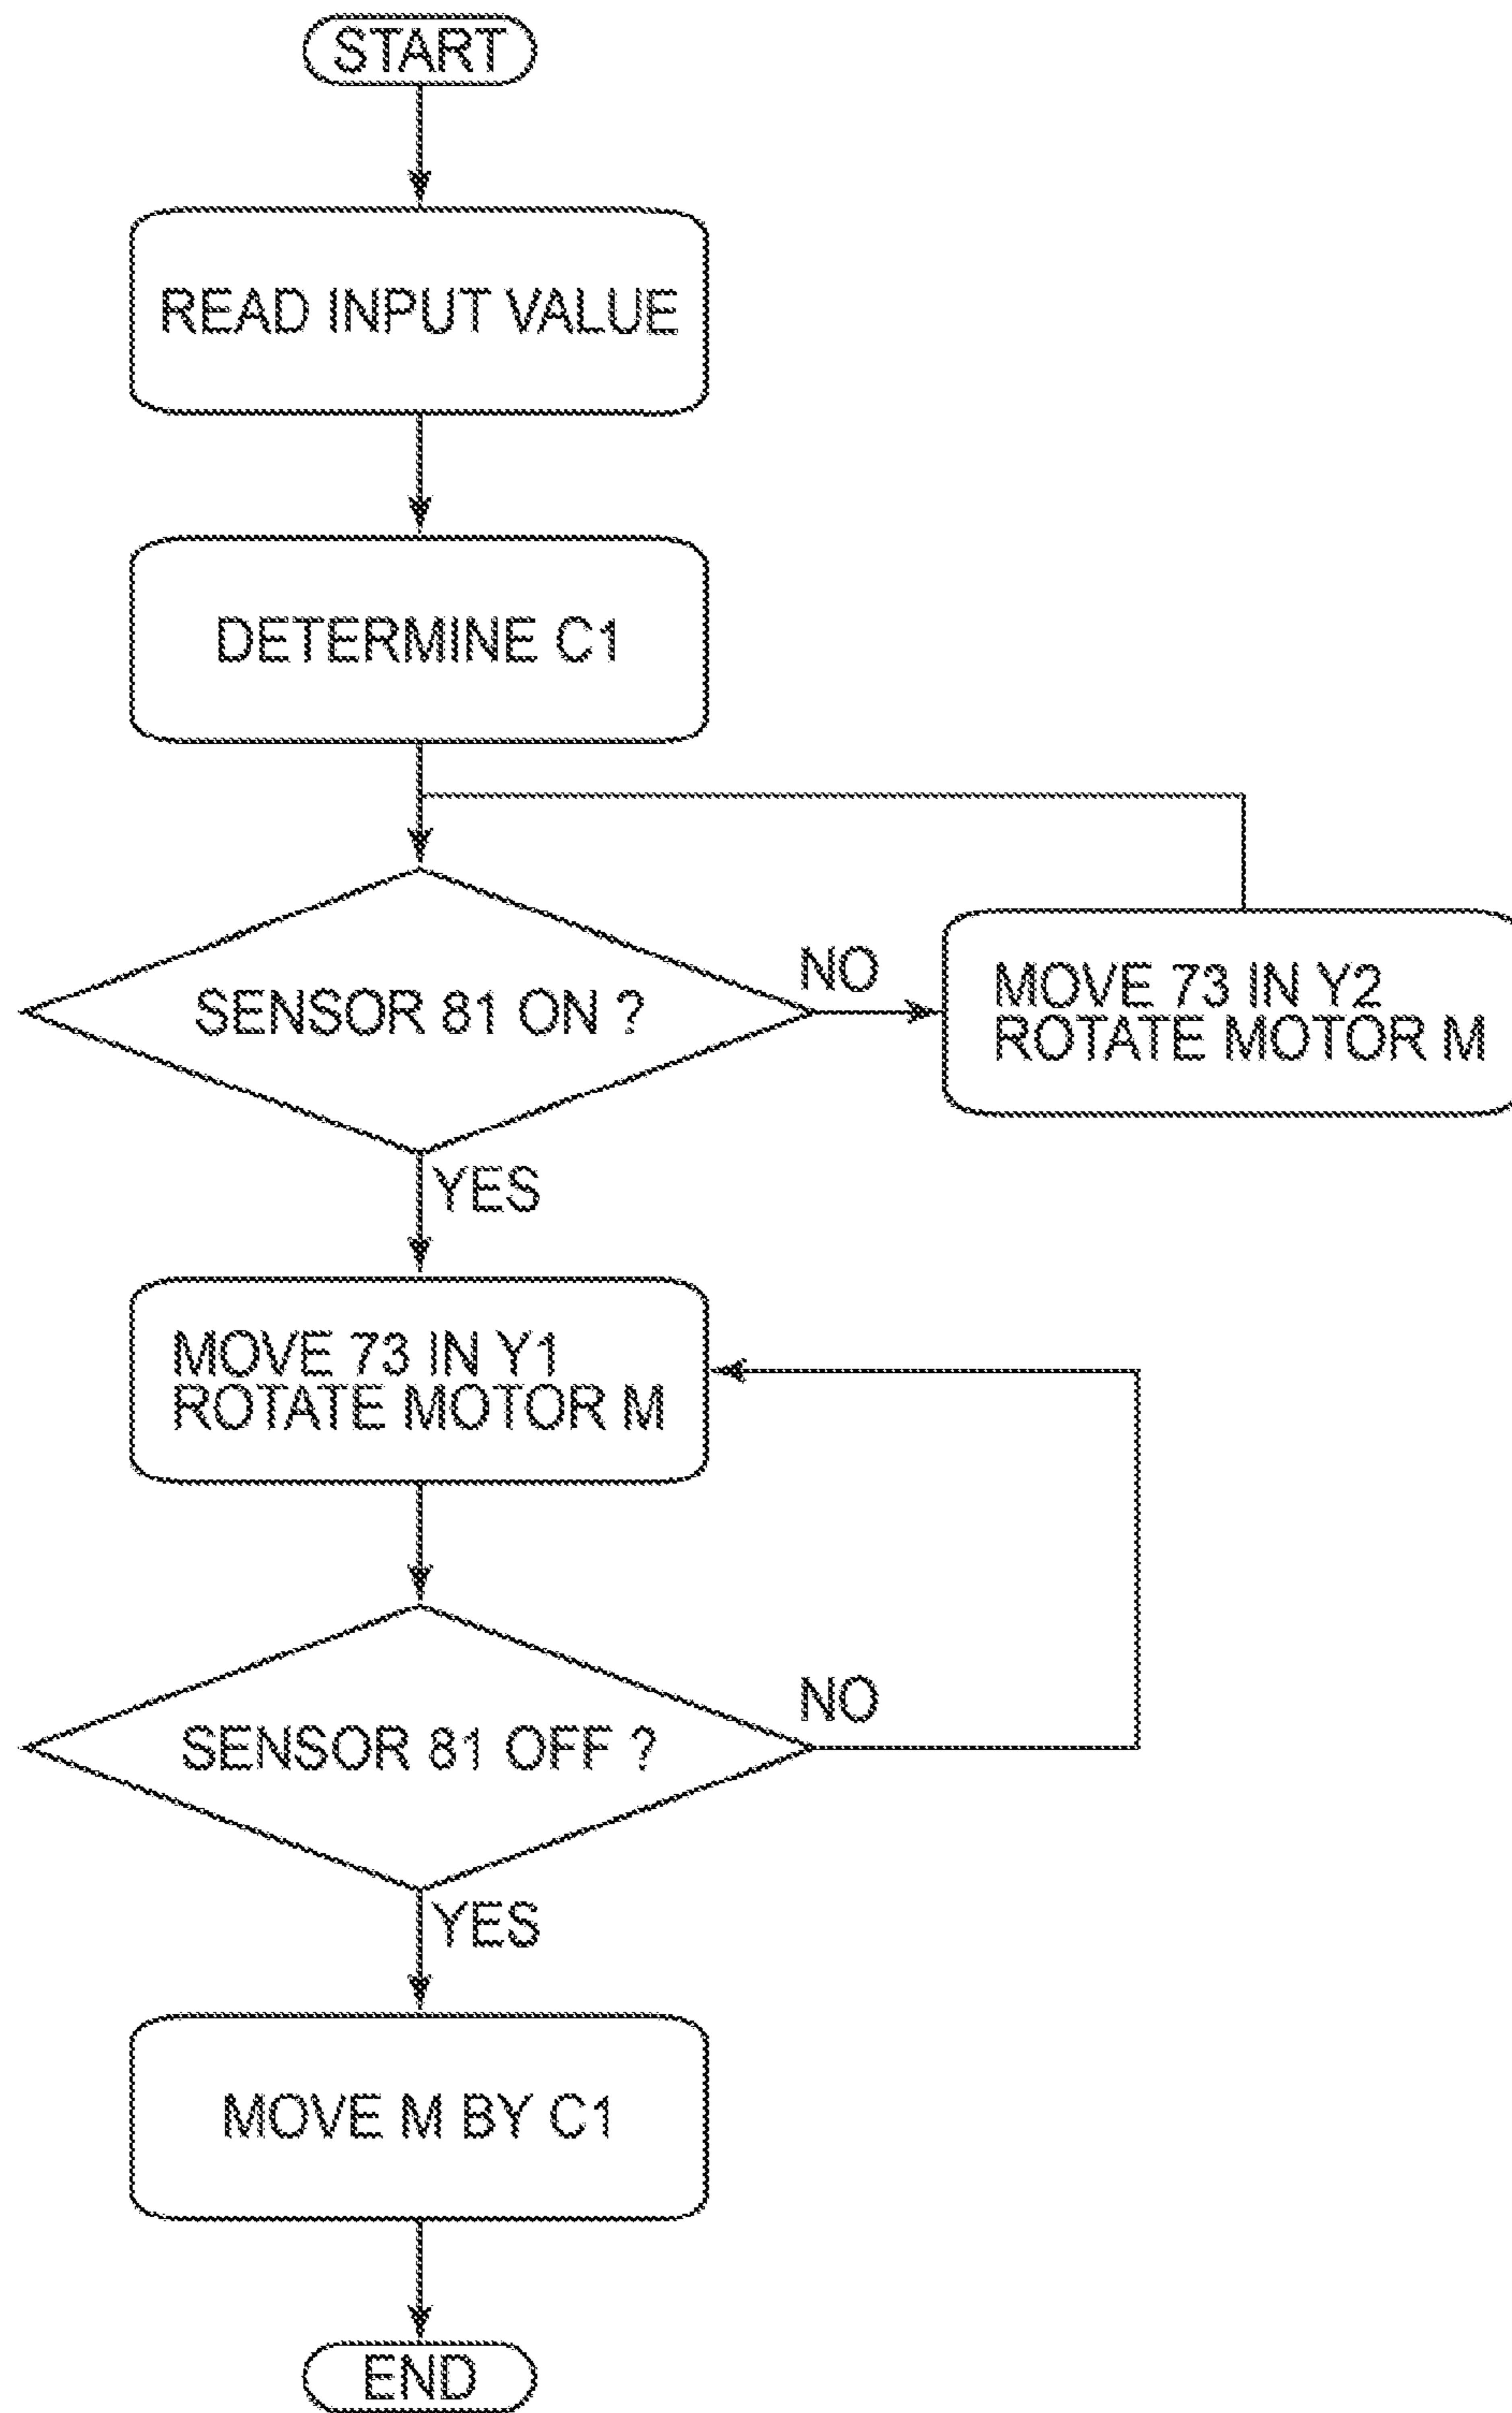 START
READ INPUT VALUE
DETERMINE C1
SENSOR 81 ON ?
NO
MOVE 73 IN Y2
ROTATE MOTOR M
YES
MOVE 73 IN Y1
ROTATE MOTOR M
SENSOR 81 OFF ?
NO
YES
MOVE M BY C1
END